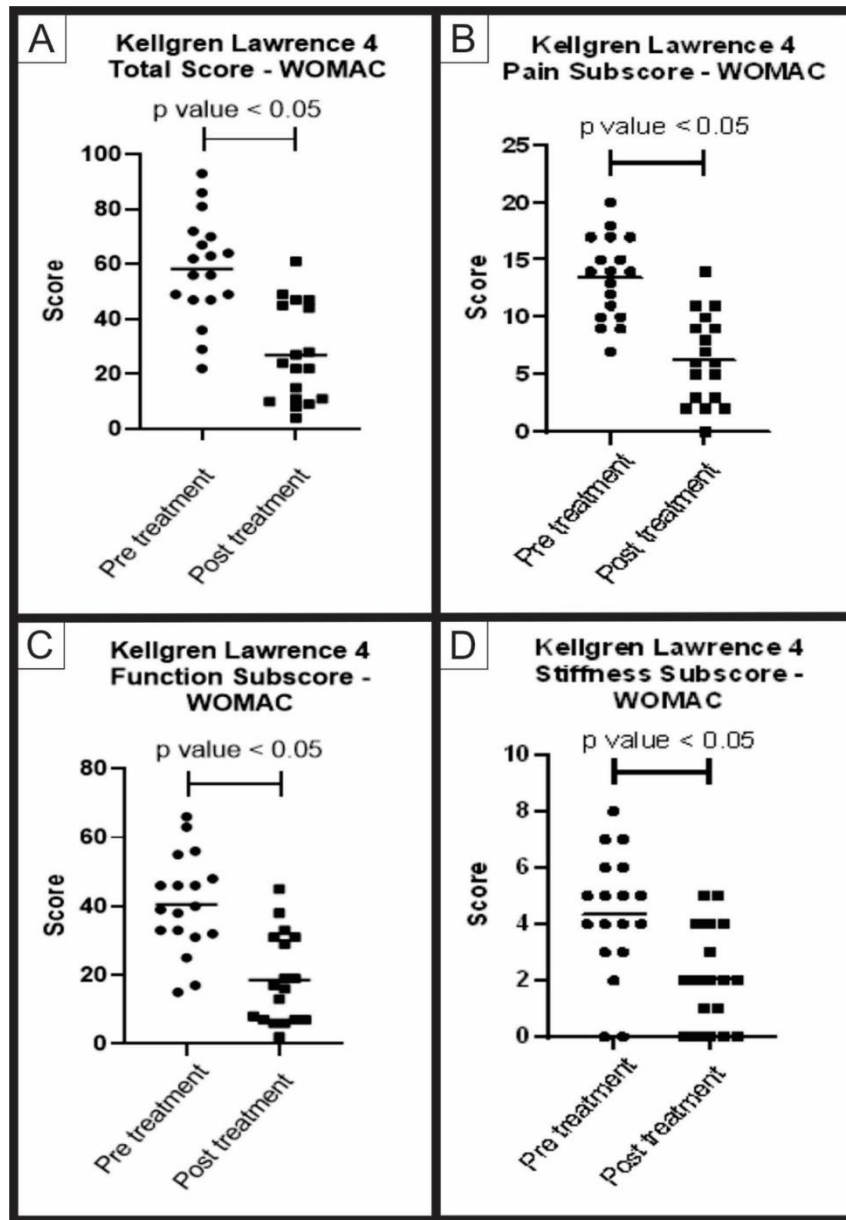 A
Kellgren Lawrence 4
Total Score - WOMAC
p value < 0.05
100
80
60
40
20
0
Score
Pre treatment
Post treatment
B
Kellgren Lawrence 4
Pain Subscore - WOMAC
p value < 0.05
25
20
15
10
5
0
Score
Pre treatment
Post treatment
C
Kellgren Lawrence 4
Function Subscore -
WOMAC
p value < 0.05
80
60
40
20
0
Score
Pre treatment
Post treatment
D
Kellgren Lawrence 4
Stiffness Subscore -
WOMAC
p value < 0.05
10
8
6
4
2
0
Score
Pre treatment
Post treatment